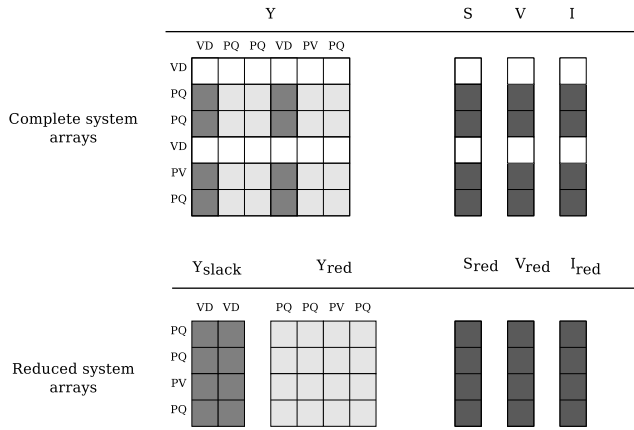 Y S V I
VD PQ PQ VD PV PQ
VD
PQ
PQ
VD
PV
PQ
Complete system
arrays
Yslack Yred Sred Vred Ired
VD VD PQ PQ PV PQ
PQ
PQ
PV
PQ
Reduced system
arrays